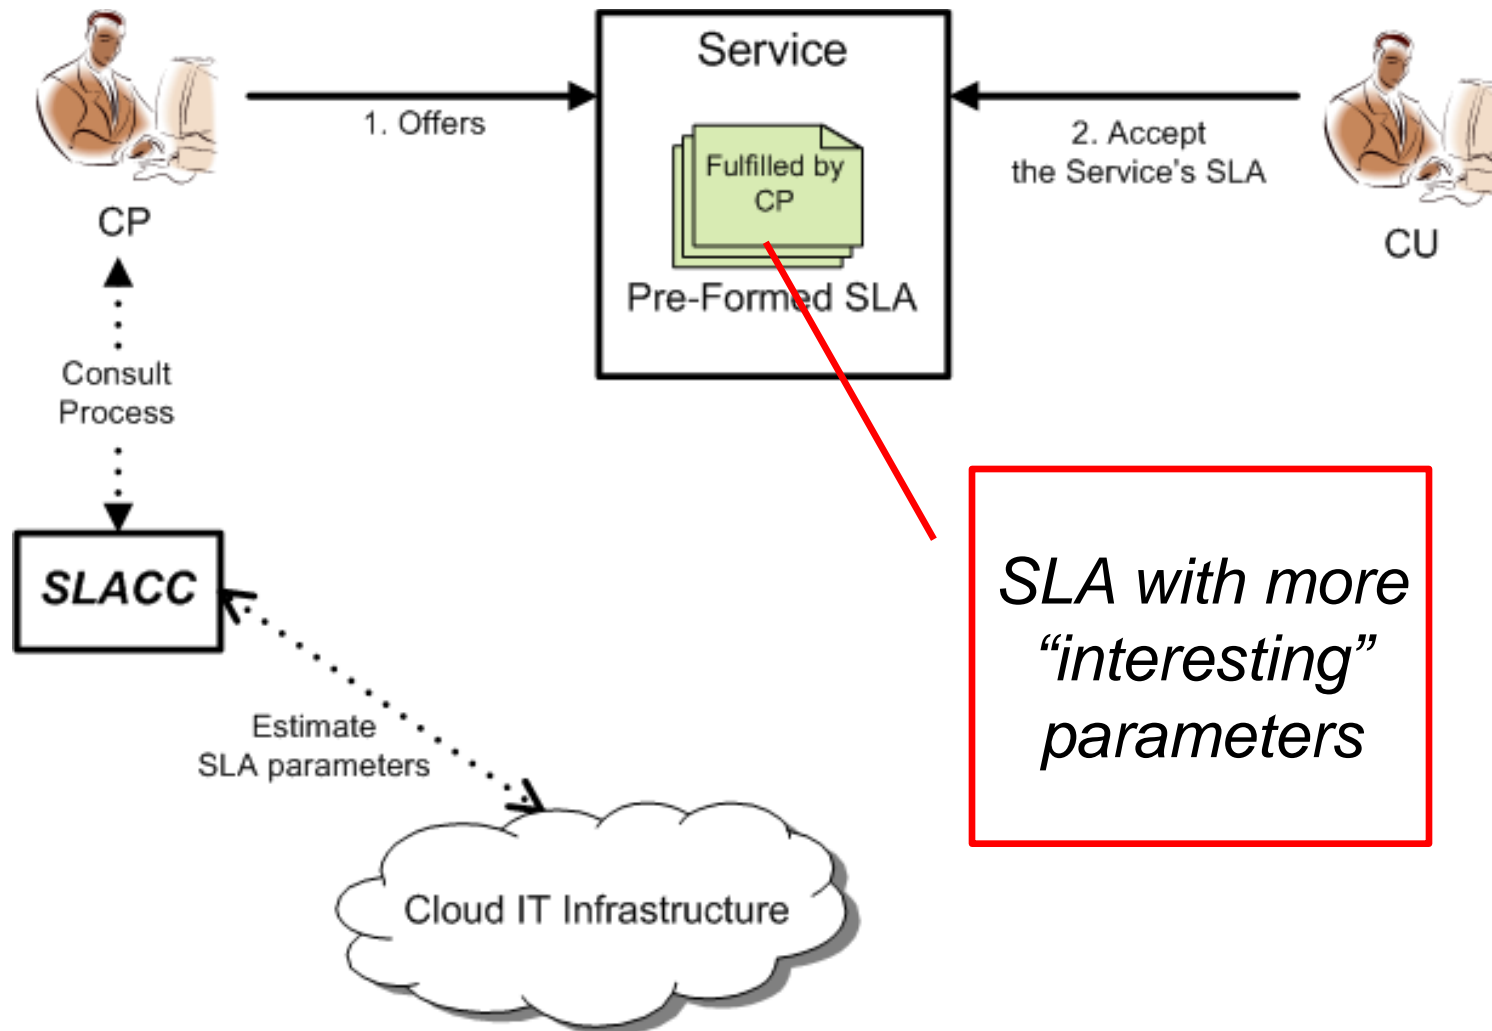 Service
1. Offers
Fulfilled by
CP
Pre-Formed SLA
2. Accept
the Service's SLA
CP
CU
Consult
Process
SLACC
Estimate
SLA parameters
Cloud IT Infrastructure
SLA with more
“interesting”
parameters